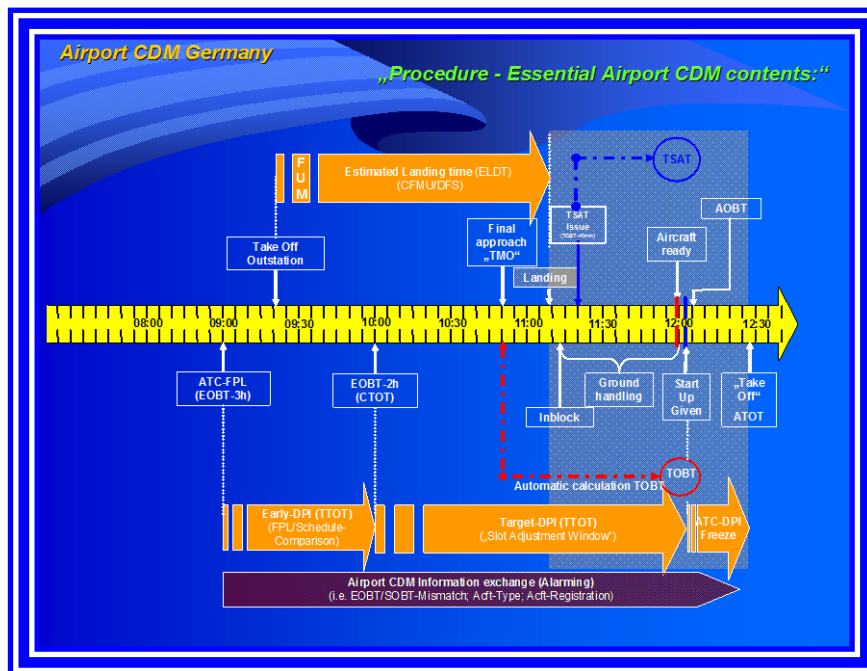 Airport CDM Germany
„Procedure - Essential Airport CDM contents:“
F
U
M
Estimated Landing time (ELDT)
(CFMU/DFS)
TSAT
TSAT
Issue
(TOBT-40min)
AOBT
Take Off
Outstation
Final
approach
„TMO“
Landing
Aircraft
ready
08:00
09:00
09:30
10:00
10:30
11:00
11:30
12:00
12:30
ATC-FPL
(EOBT-3h)
EOBT-2h
(CTOT)
Inblock
Ground
handling
Start
Up
Given
„Take
Off“
ATOT
TOBT
Automatic calculation TOBT
Early-DPI (TTOT)
(FPL/Schedule-
Comparison)
Target-DPI (TTOT)
(„Slot Adjustment Window“)
ATC-DPI
Freeze
Airport CDM Information exchange (Alarming)
(i.e. EOBT/SOBT-Mismatch; Acft-Type; Acft-Registration)